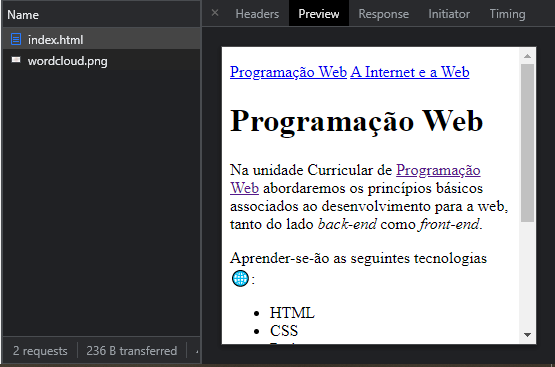 Name
× Headers Preview Response Initiator Timing
index.html
wordcloud.png
Programação Web A Internet e a Web
Programação Web
Na unidade Curricular de Programação
Web abordaremos os princípios básicos
associados ao desenvolvimento para a web,
tanto do lado back-end como front-end.
Aprender-se-ão as seguintes tecnologias
:
• HTML
• CSS
2 requests 236 B transferred